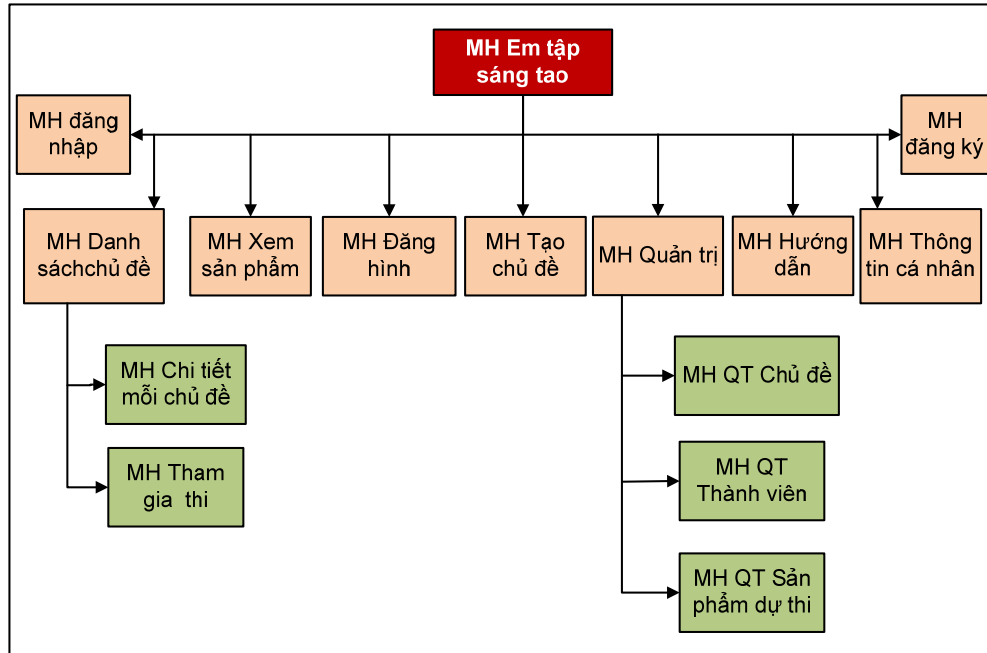 MH Em tập
sáng tao
MH đăng
nhập
MH
đăng ký
MH Danh
sáchchủ đề
MH Xem
sản phẩm
MH Đăng
hình
MH Tạo
chủ đề
MH Quản trị
MH Hướng
dẫn
MH Thông
tin cá nhân
MH Chi tiết
mỗi chủ đề
MH Tham
gia thi
MH QT Chủ đề
MH QT
Thành viên
MH QT Sản
phẩm dự thi